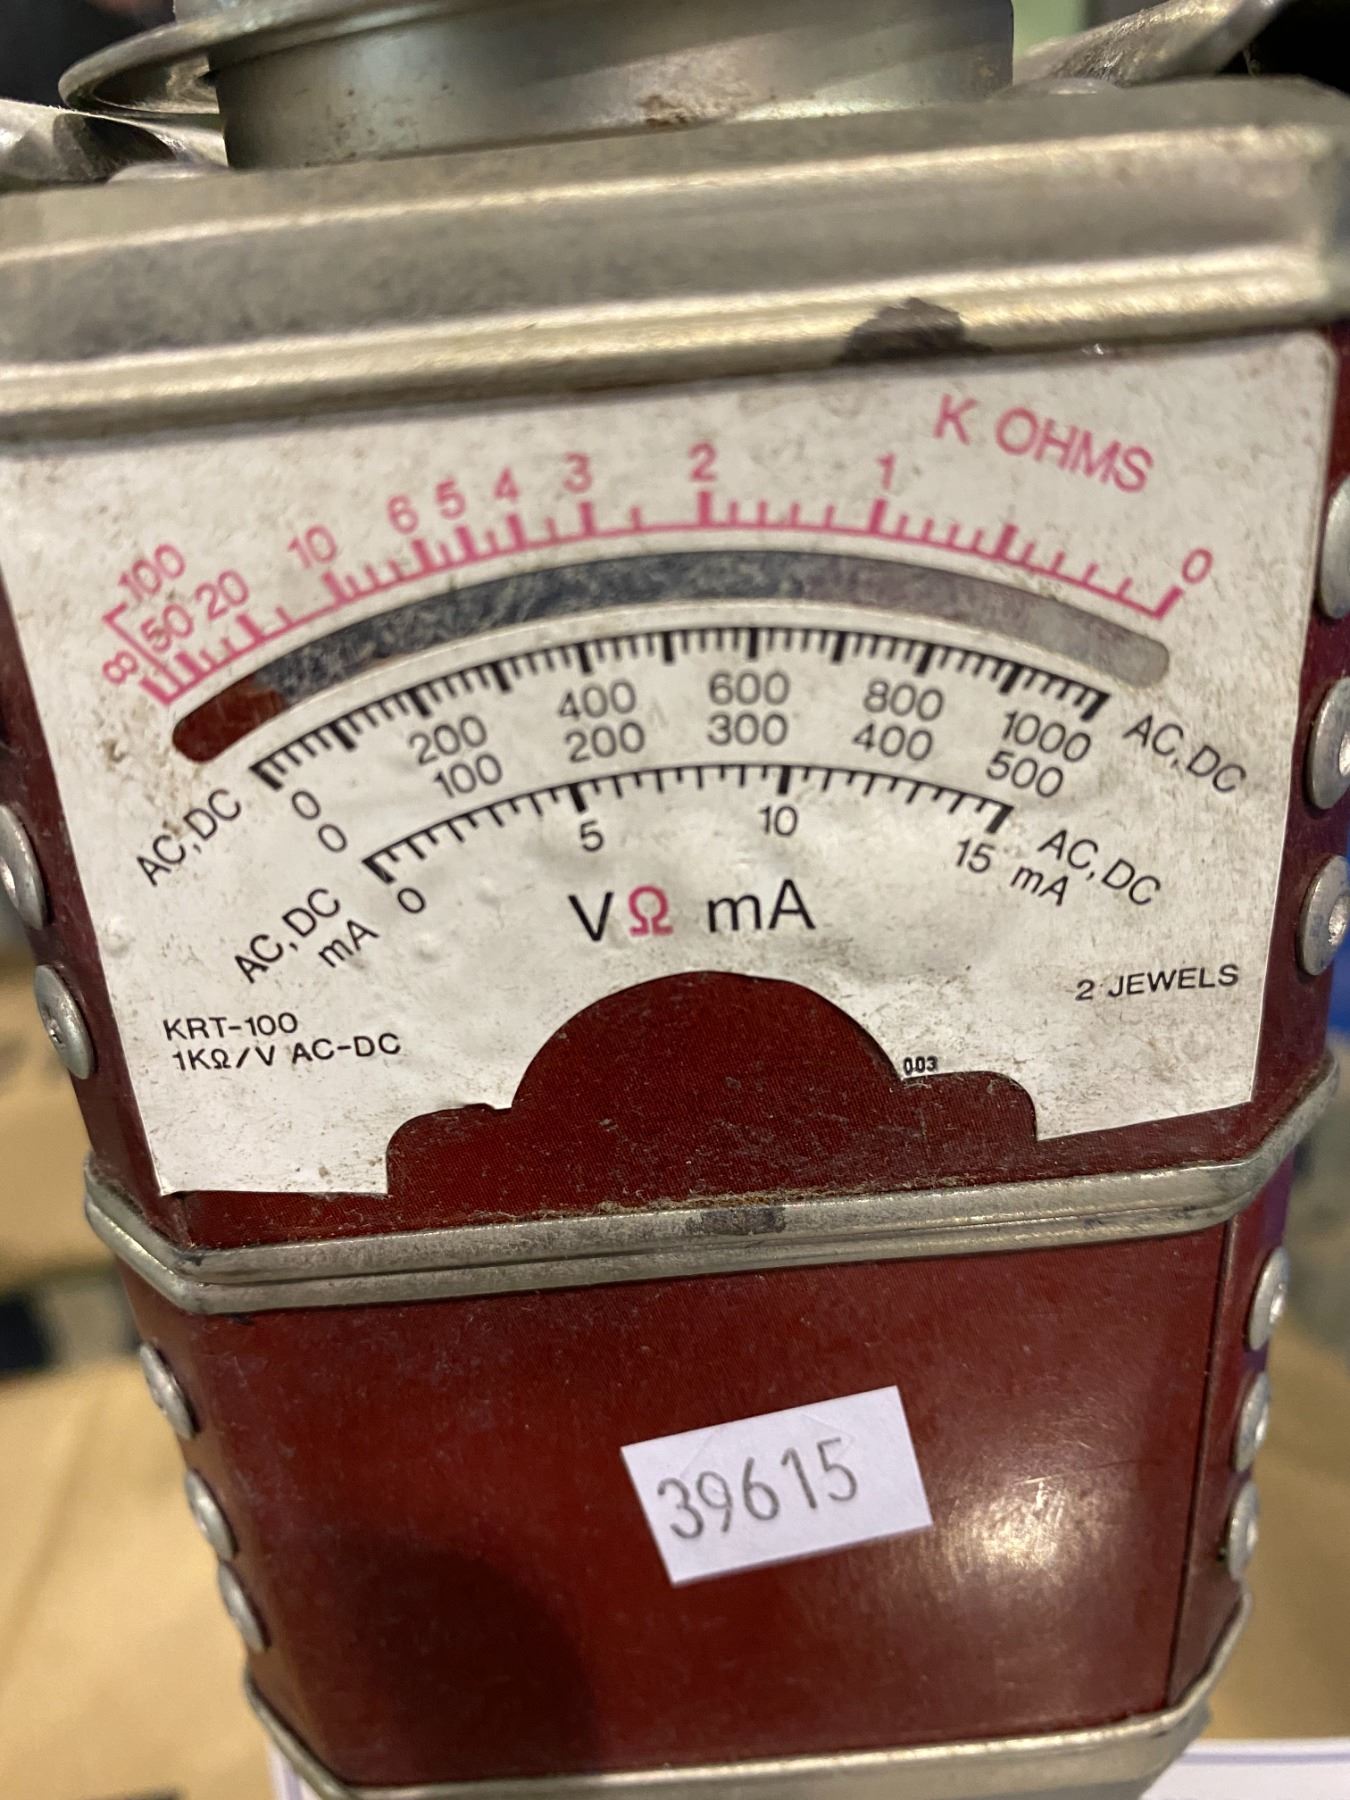 K OHMS
∞ 100 50 20 10 6 5 4 3 2 1 0
AC,DC 0 200 400 600 800 1000 AC,DC
0 100 200 300 400 500
AC,DC mA 0 5 10 15 AC,DC mA
VΩ mA
KRT-100
1KΩ/V AC-DC
2 JEWELS
003
39615